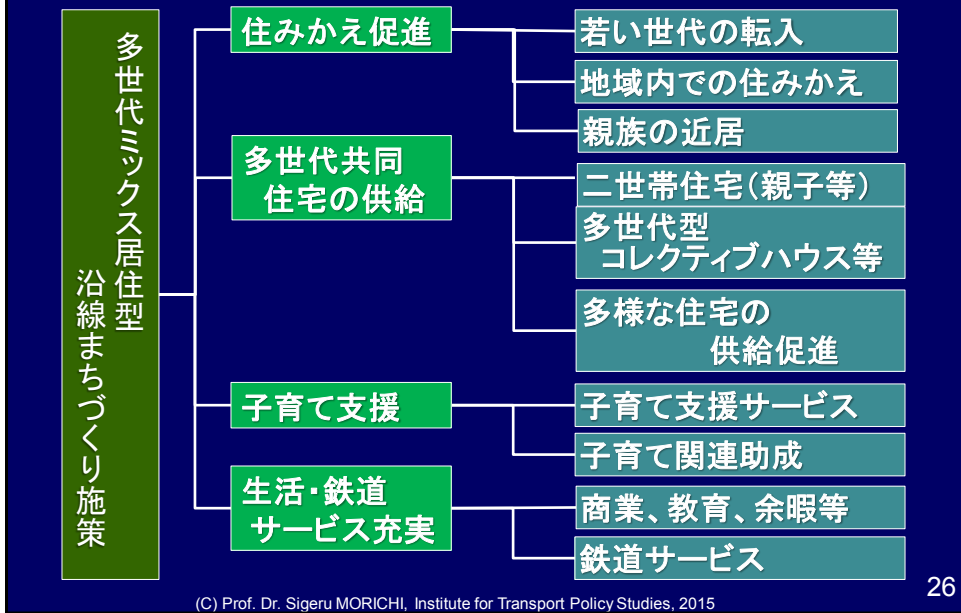 多世代ミックス居住型
沿線まちづくり施策
住みかえ促進
若い世代の転入
地域内での住みかえ
親族の近居
多世代共同
住宅の供給
二世帯住宅(親子等)
多世代型
コレクティブハウス等
多様な住宅の
供給促進
子育て支援
子育て支援サービス
子育て関連助成
生活・鉄道
サービス充実
商業、教育、余暇等
鉄道サービス
(C) Prof. Dr. Sigeru MORICHI, Institute for Transport Policy Studies, 2015
26